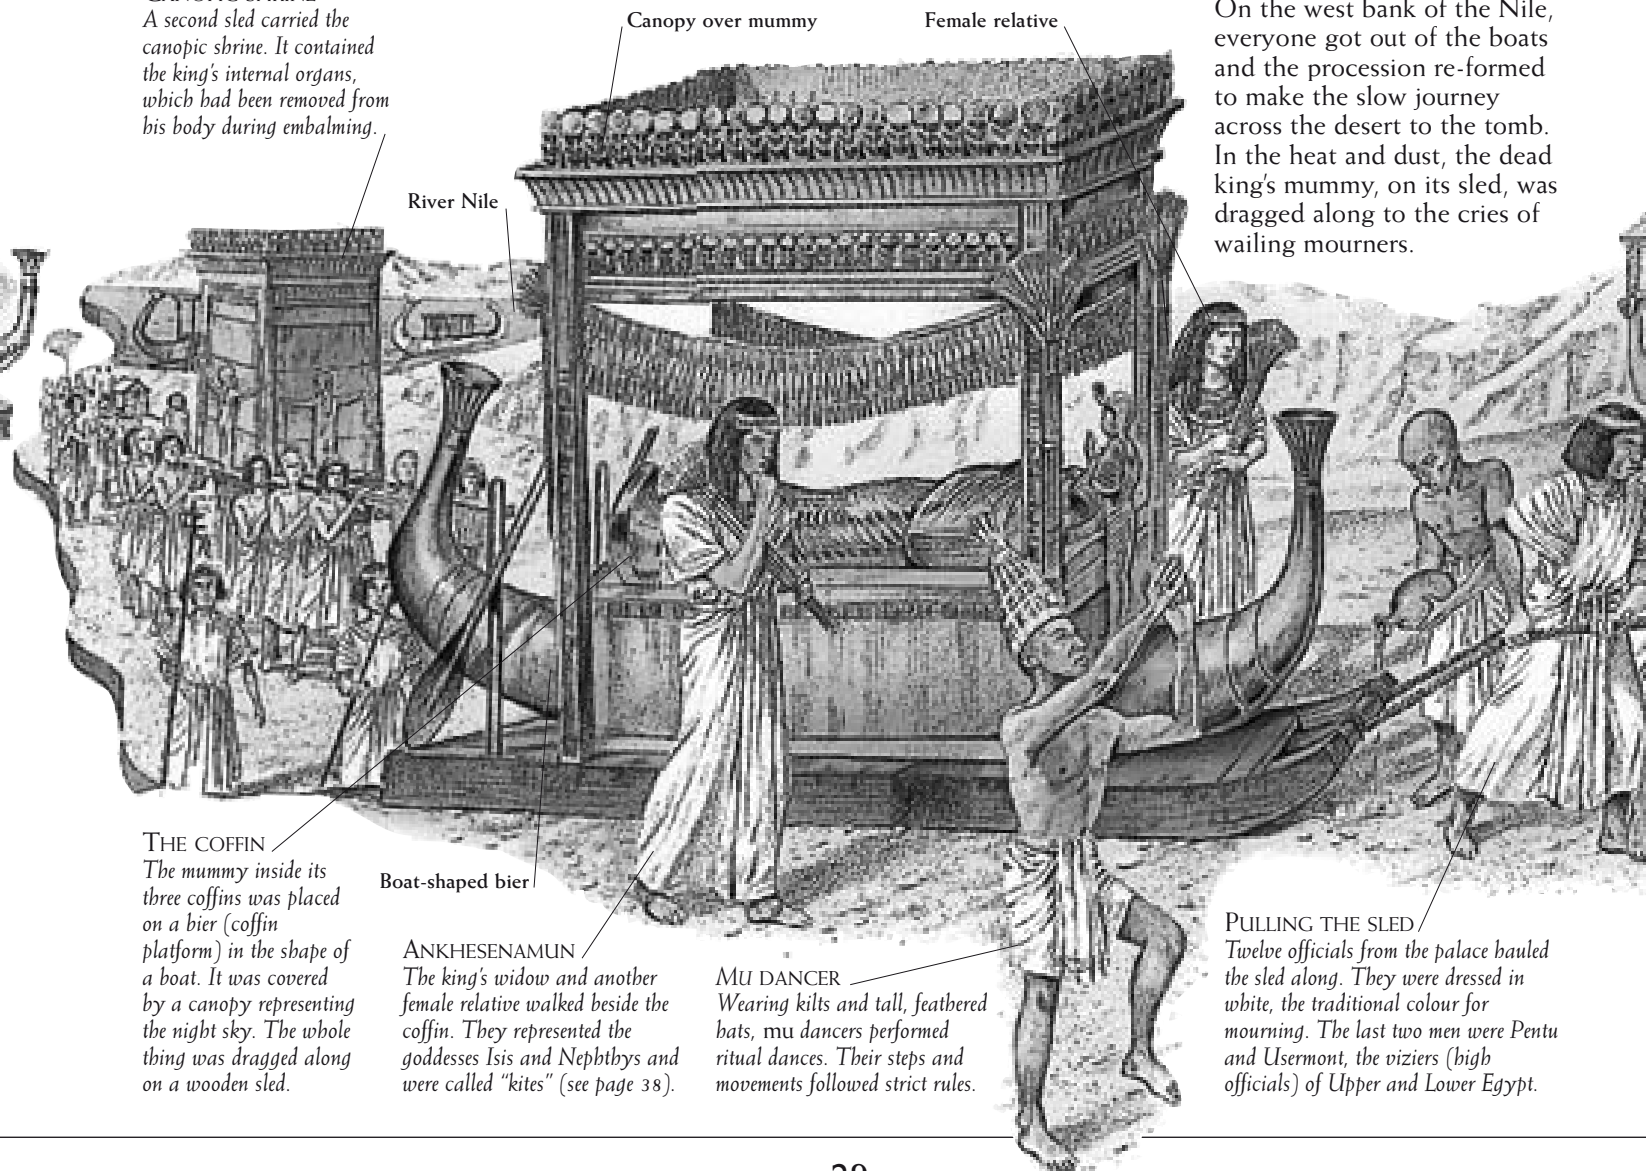 A second sled carried the
canopic shrine. It contained
the king's internal organs,
which had been removed from
his body during embalming.
Canopy over mummy
Female relative
On the west bank of the Nile,
everyone got out of the boats
and the procession re-formed
to make the slow journey
across the desert to the tomb.
In the heat and dust, the dead
king's mummy, on its sled, was
dragged along to the cries of
wailing mourners.
River Nile
THE COFFIN
The mummy inside its
three coffins was placed
on a bier (coffin
platform) in the shape of
a boat. It was covered
by a canopy representing
the night sky. The whole
thing was dragged along
on a wooden sled.
Boat-shaped bier
ANKHESENAMUN
The king's widow and another
female relative walked beside the
coffin. They represented the
goddesses Isis and Nephthys and
were called "kites" (see page 38).
MU DANCER
Wearing kilts and tall, feathered
hats, mu dancers performed
ritual dances. Their steps and
movements followed strict rules.
PULLING THE SLED
Twelve officials from the palace hauled
the sled along. They were dressed in
white, the traditional colour for
mourning. The last two men were Pentu
and Usermont, the viziers (high
officials) of Upper and Lower Egypt.